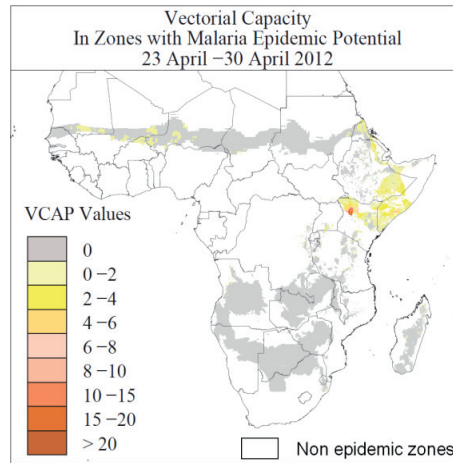 Vectorial Capacity
In Zones with Malaria Epidemic Potential
23 April –30 April 2012
VCAP Values
0
0 –2
2 –4
4 –6
6 –8
8 –10
10 –15
15 –20
> 20
Non epidemic zones